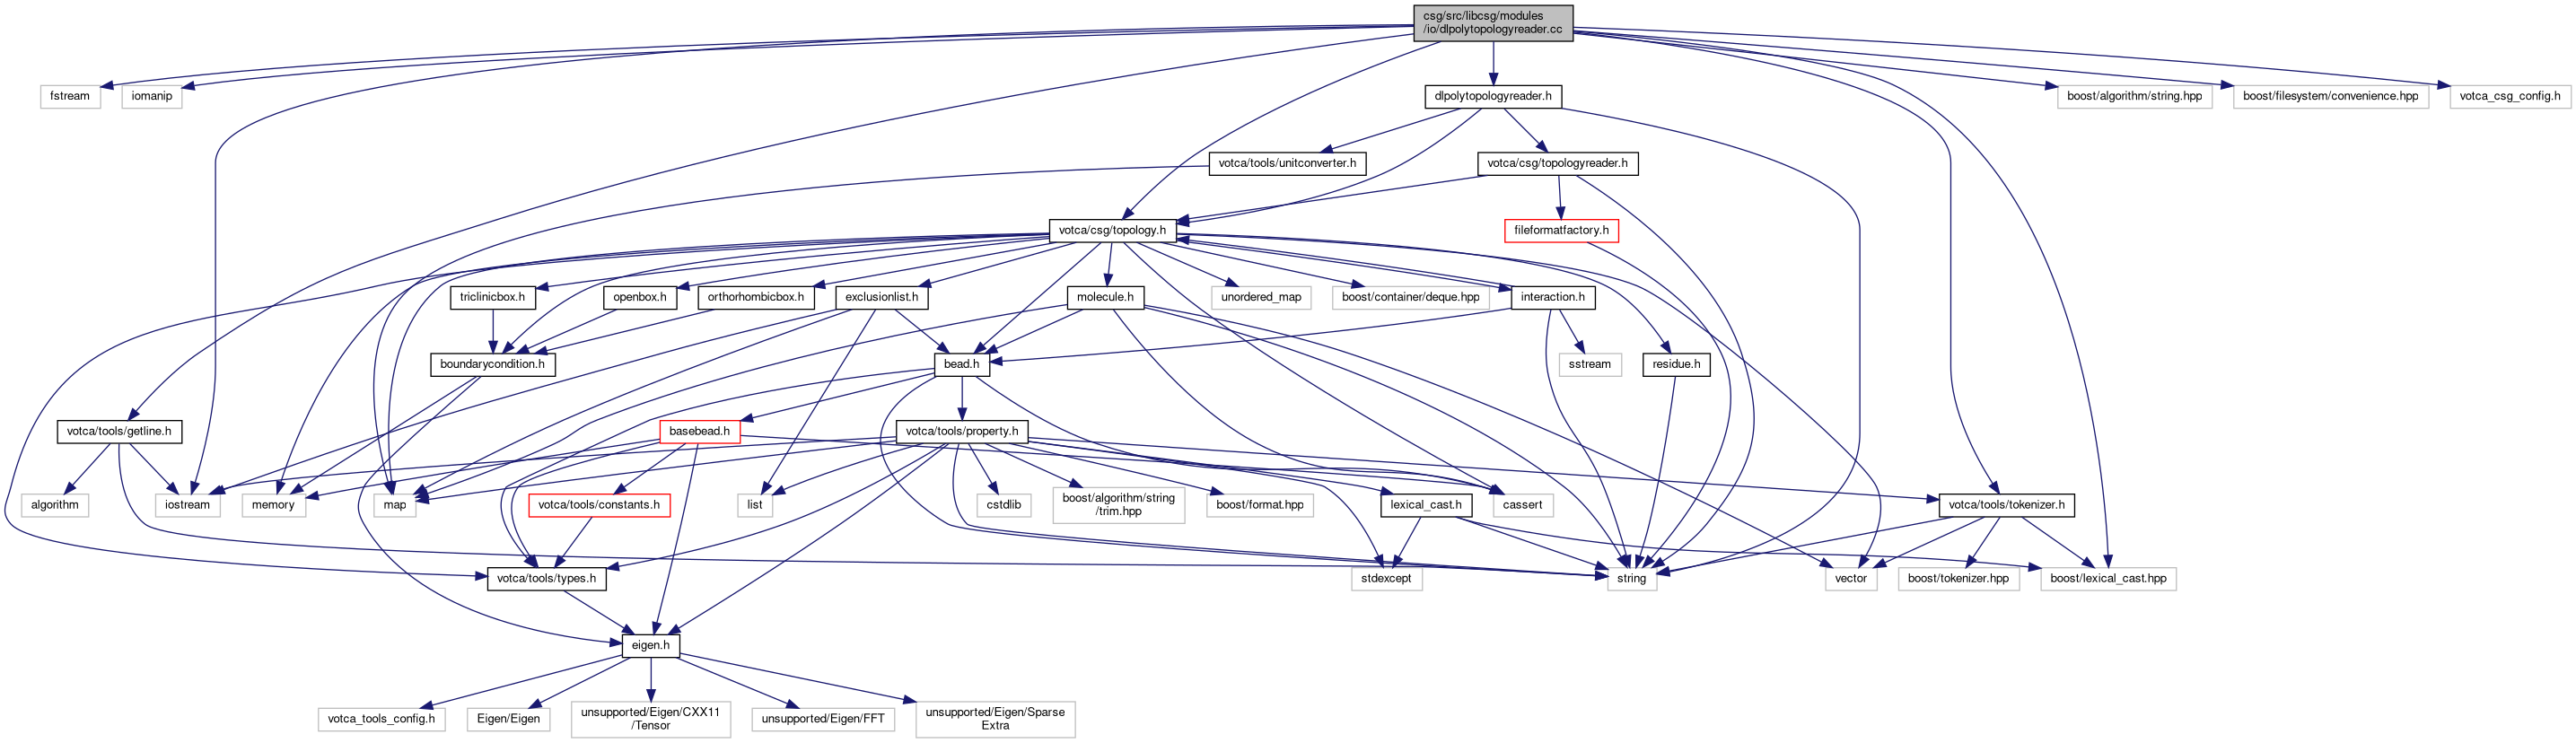 csg/src/libcsg/modules
/io/dlpolytopologyreader.cc
fstream
iomanip
dlpolytopologyreader.h
boost/algorithm/string.hpp
boost/filesystem/convenience.hpp
votca_csg_config.h
votca/tools/unitconverter.h
votca/csg/topologyreader.h
votca/csg/topology.h
fileformatfactory.h
triclinicbox.h
openbox.h
orthorhombicbox.h
exclusionlist.h
molecule.h
unordered_map
boost/container/deque.hpp
interaction.h
boundarycondition.h
bead.h
sstream
residue.h
votca/tools/getline.h
basebead.h
votca/tools/property.h
algorithm
iostream
memory
map
votca/tools/constants.h
list
cstdlib
boost/algorithm/string
/trim.hpp
boost/format.hpp
lexical_cast.h
cassert
votca/tools/tokenizer.h
votca/tools/types.h
stdexcept
string
vector
boost/tokenizer.hpp
boost/lexical_cast.hpp
eigen.h
votca_tools_config.h
Eigen/Eigen
unsupported/Eigen/CXX11
/Tensor
unsupported/Eigen/FFT
unsupported/Eigen/Sparse
Extra